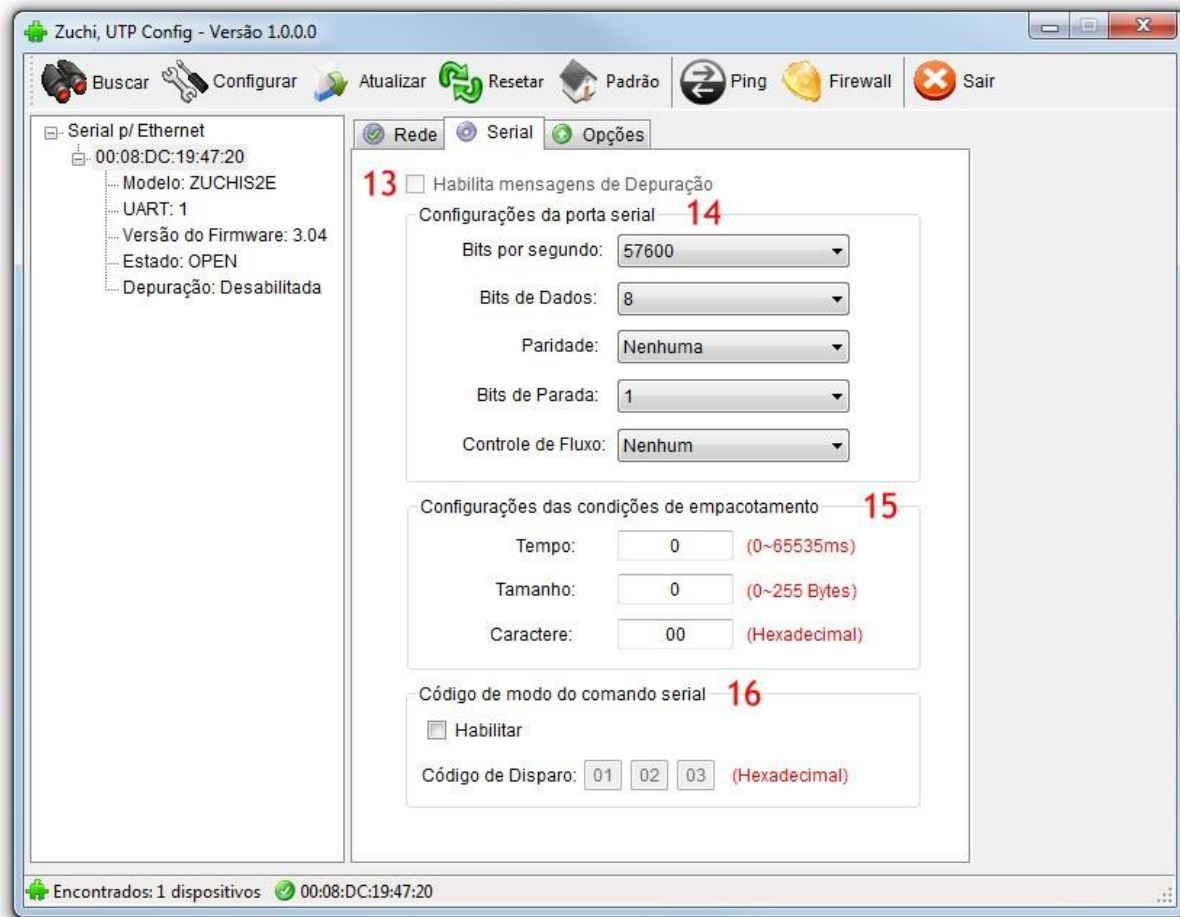 Zuchi, UTP Config - Versão 1.0.0.0
Buscar Configurar Atualizar Resetar Padrão Ping Firewall Sair
Serial p/ Ethernet
00:08:DC:19:47:20
Modelo: ZUCHIS2E
UART: 1
Versão do Firmware: 3.04
Estado: OPEN
Depuração: Desabilitada
Rede Serial Opções
13 Habilita mensagens de Depuração
Configurações da porta serial 14
Bits por segundo: 57600
Bits de Dados: 8
Paridade: Nenhuma
Bits de Parada: 1
Controle de Fluxo: Nenhum
Configurações das condições de empacotamento 15
Tempo: 0 (0~65535ms)
Tamanho: 0 (0~255 Bytes)
Caractere: 00 (Hexadecimal)
Código de modo do comando serial 16
Habilitar
Código de Disparo: 01 02 03 (Hexadecimal)
Encontrados: 1 dispositivos 00:08:DC:19:47:20